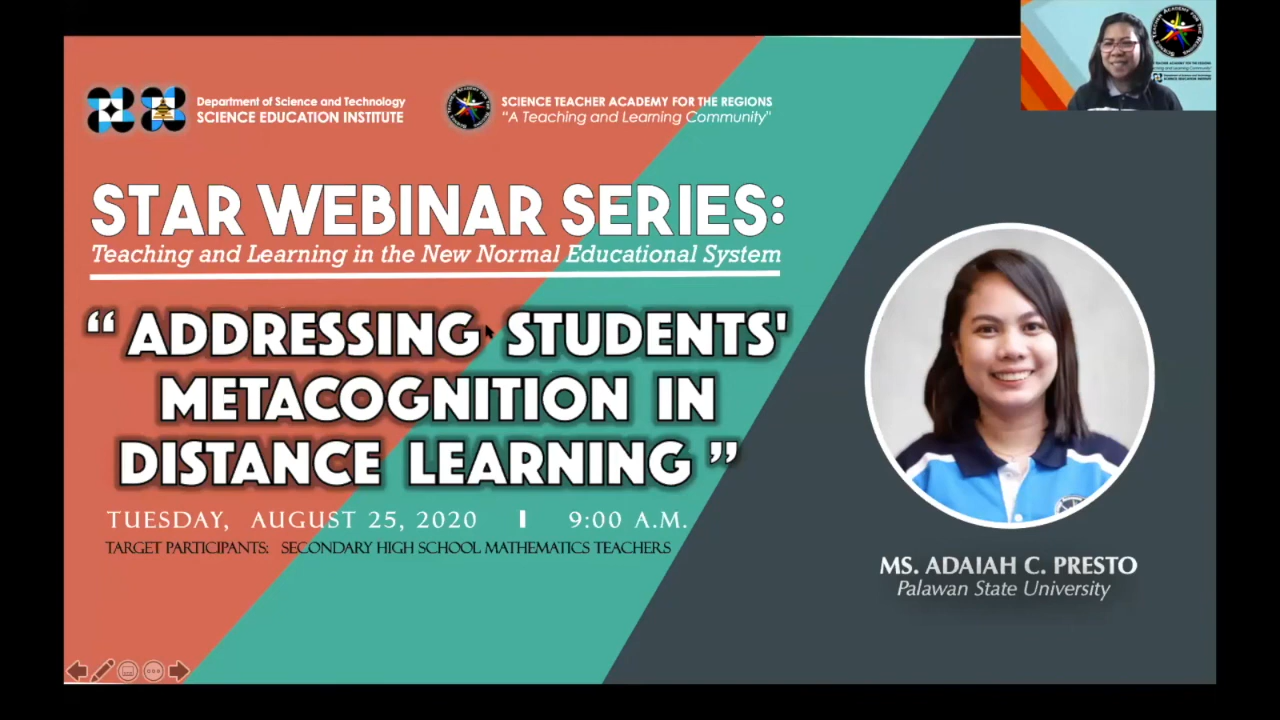 Department of Science and Technology
SCIENCE EDUCATION INSTITUTE
SCIENCE TEACHER ACADEMY FOR THE REGIONS
"A Teaching and Learning Community"
STAR WEBINAR SERIES:
Teaching and Learning in the New Normal Educational System
“ ADDRESSING STUDENTS'
METACOGNITION IN
DISTANCE LEARNING ”
TUESDAY, AUGUST 25, 2020 | 9:00 A.M.
TARGET PARTICIPANTS: SECONDARY HIGH SCHOOL MATHEMATICS TEACHERS
MS. ADAIAH C. PRESTO
Palawan State University